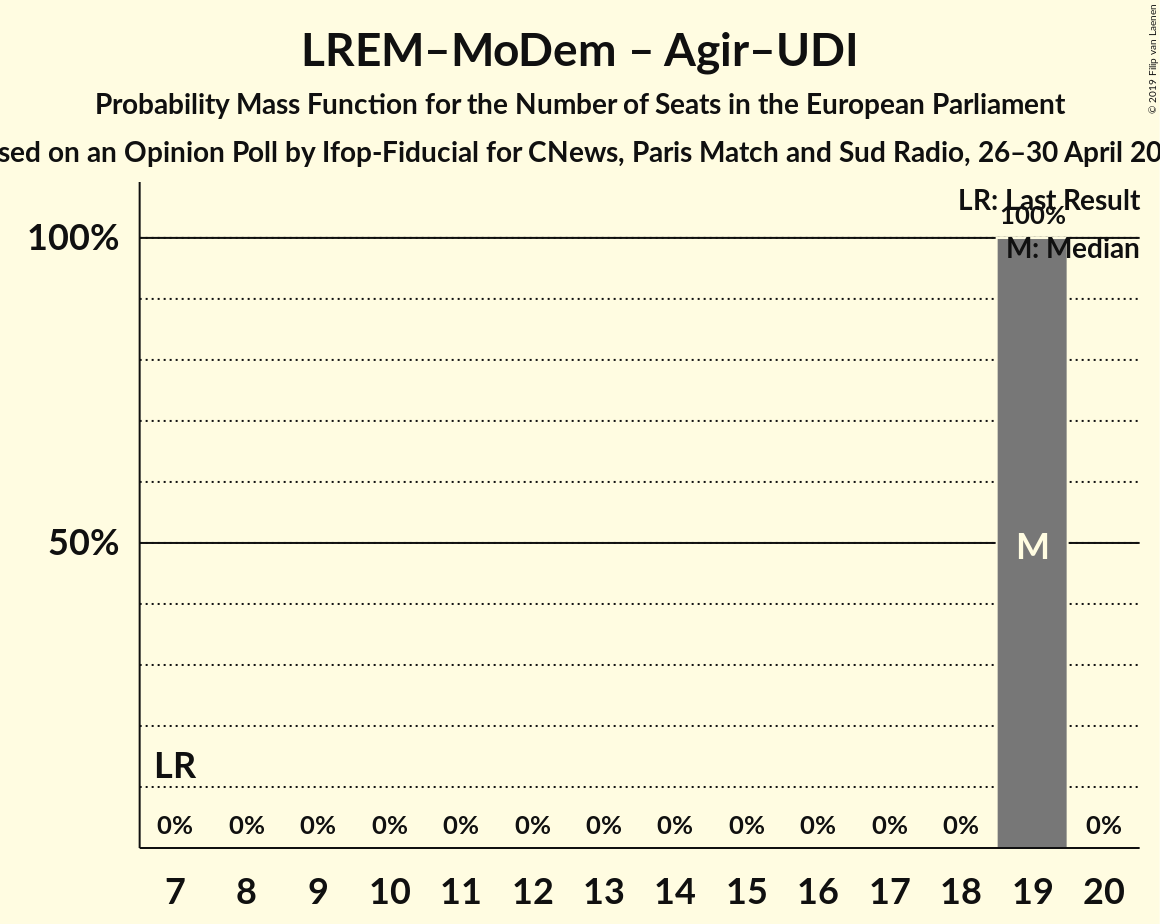 LREM–MoDem – Agir–UDI
Probability Mass Function for the Number of Seats in the European Parliament
sed on an Opinion Poll by Ifop-Fiducial for CNews, Paris Match and Sud Radio, 26–30 April 20
© 2019 Filip van Laenen
LR: Last Result
100%
M: Median
100%
50%
M
LR
0% 0% 0% 0% 0% 0% 0% 0% 0% 0% 0% 0% 0%
7 8 9 10 11 12 13 14 15 16 17 18 19 20